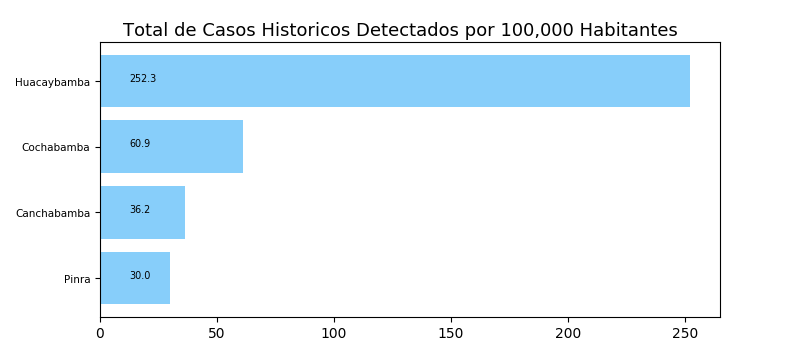 Total de Casos Historicos Detectados por 100,000 Habitantes
Huacaybamba 252.3
Cochabamba 60.9
Canchabamba 36.2
Pinra 30.0
0 50 100 150 200 250